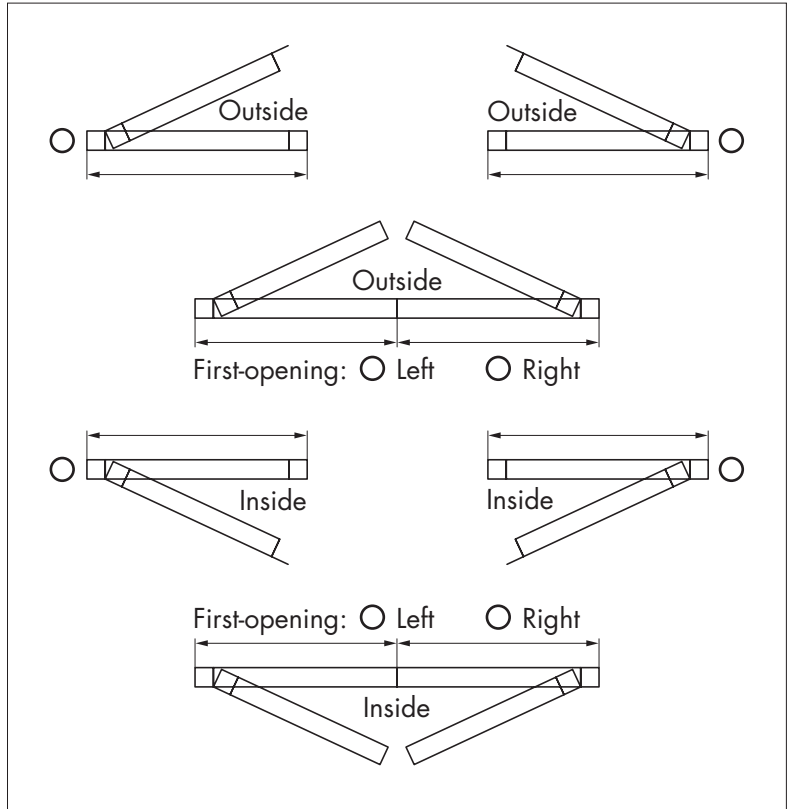 Outside Outside
Outside
First-opening: Left Right
Inside Inside
First-opening: Left Right
Inside